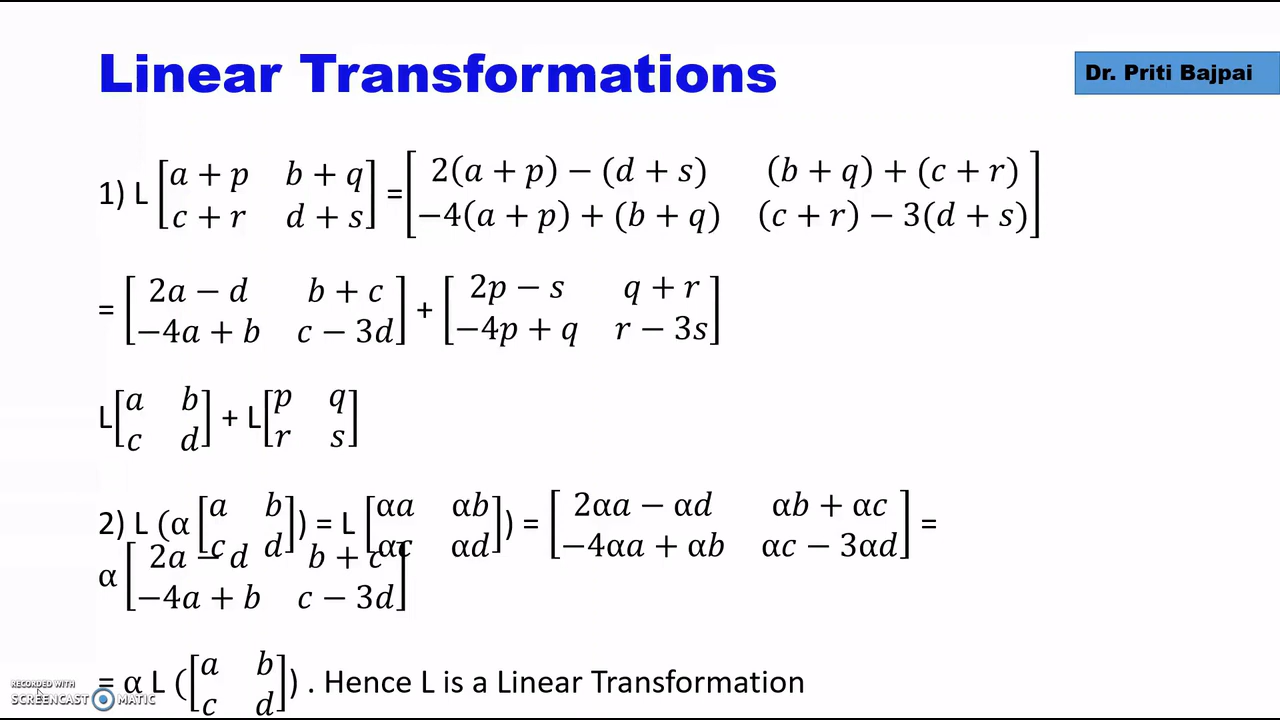 Linear Transformations
Dr. Priti Bajpai
1) L [a + p b + q; c + r d + s] = [2(a + p) − (d + s) (b + q) + (c + r); −4(a + p) + (b + q) (c + r) − 3(d + s)]
= [2a − d b + c; −4a + b c − 3d] + [2p − s q + r; −4p + q r − 3s]
L[a b; c d] + L[p q; r s]
2) L (α [a b; c d]) = L [αa αb; αc αd]) = [2αa − αd αb + αc; −4αa + αb αc − 3αd] =
α [2a − d b + c; −4a + b c − 3d]
= α L ([a b; c d]) . Hence L is a Linear Transformation
RECORDED WITH
SCREENCAST MATIC